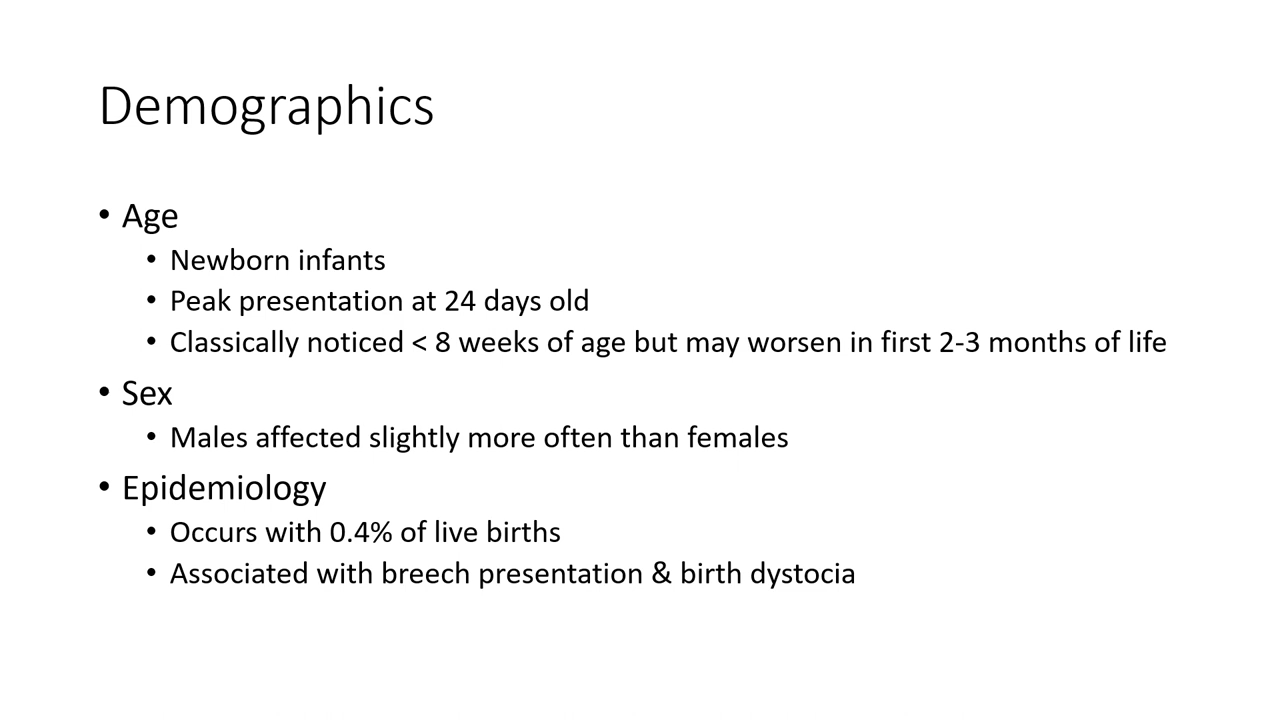 Demographics
• Age
• Newborn infants
• Peak presentation at 24 days old
• Classically noticed < 8 weeks of age but may worsen in first 2-3 months of life
• Sex
• Males affected slightly more often than females
• Epidemiology
• Occurs with 0.4% of live births
• Associated with breech presentation & birth dystocia